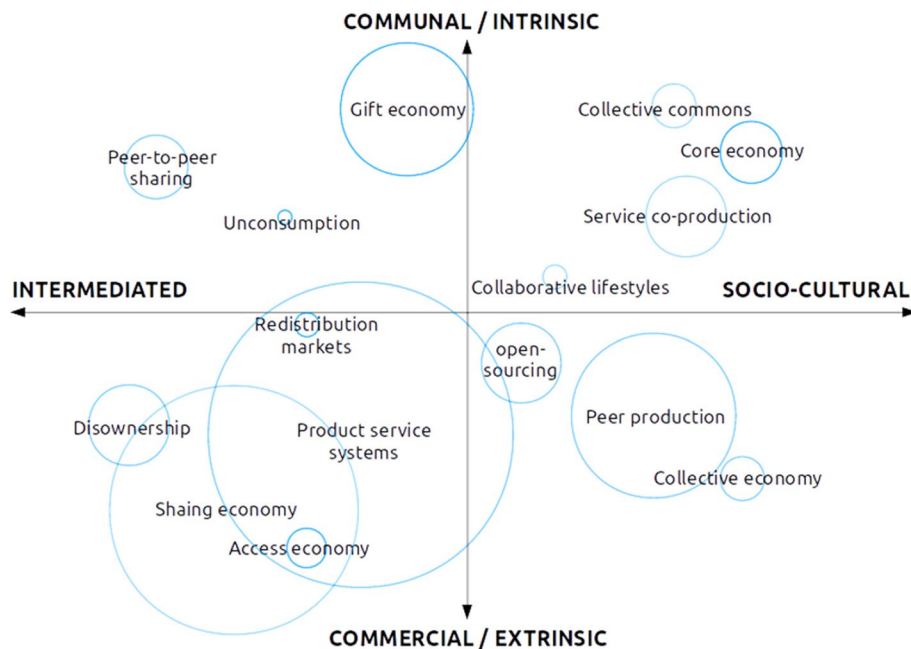 COMMUNAL / INTRINSIC
Gift economy
Collective commons
Core economy
Peer-to-peer
sharing
Unconsumption
Service co-production
INTERMEDIATED
Collaborative lifestyles
SOCIO-CULTURAL
Redistribution
markets
open-
sourcing
Peer production
Disownership
Product service
systems
Collective economy
Shaing economy
Access economy
COMMERCIAL / EXTRINSIC